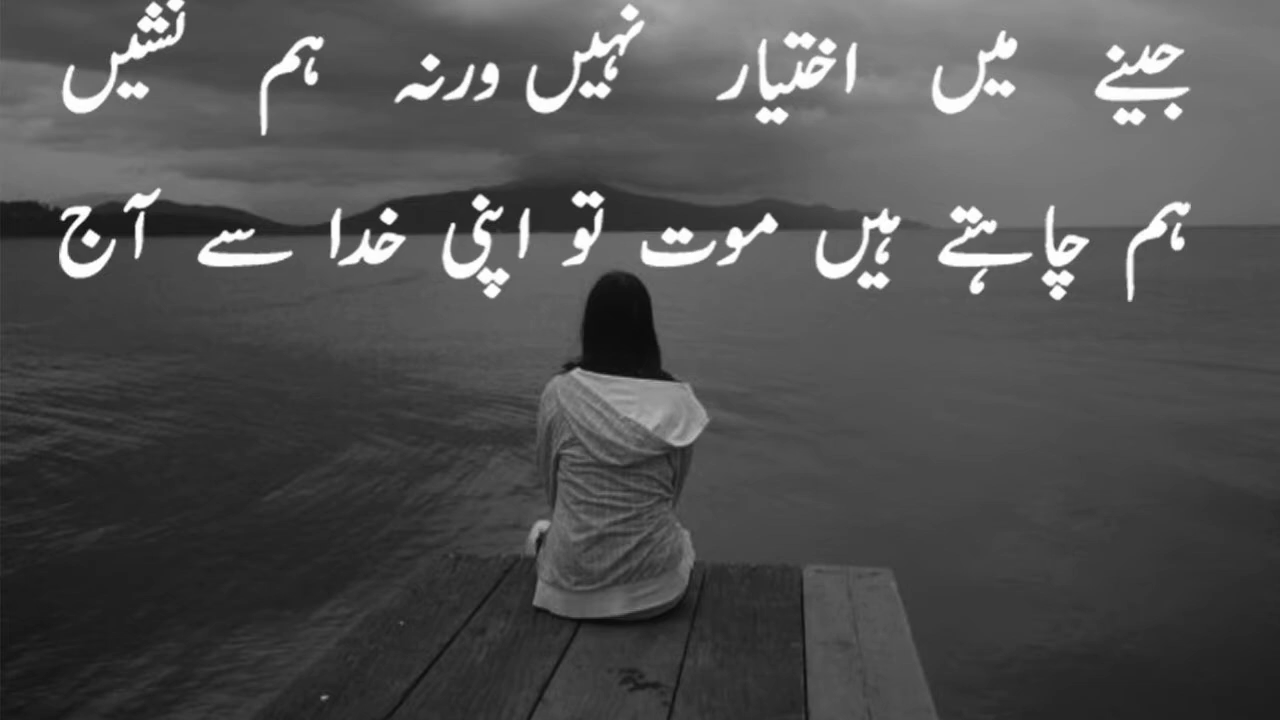 جینے میں اختیار نہیں ورنہ ہم نشیں
ہم چاہتے ہیں موت تو اپنی خدا سے آج